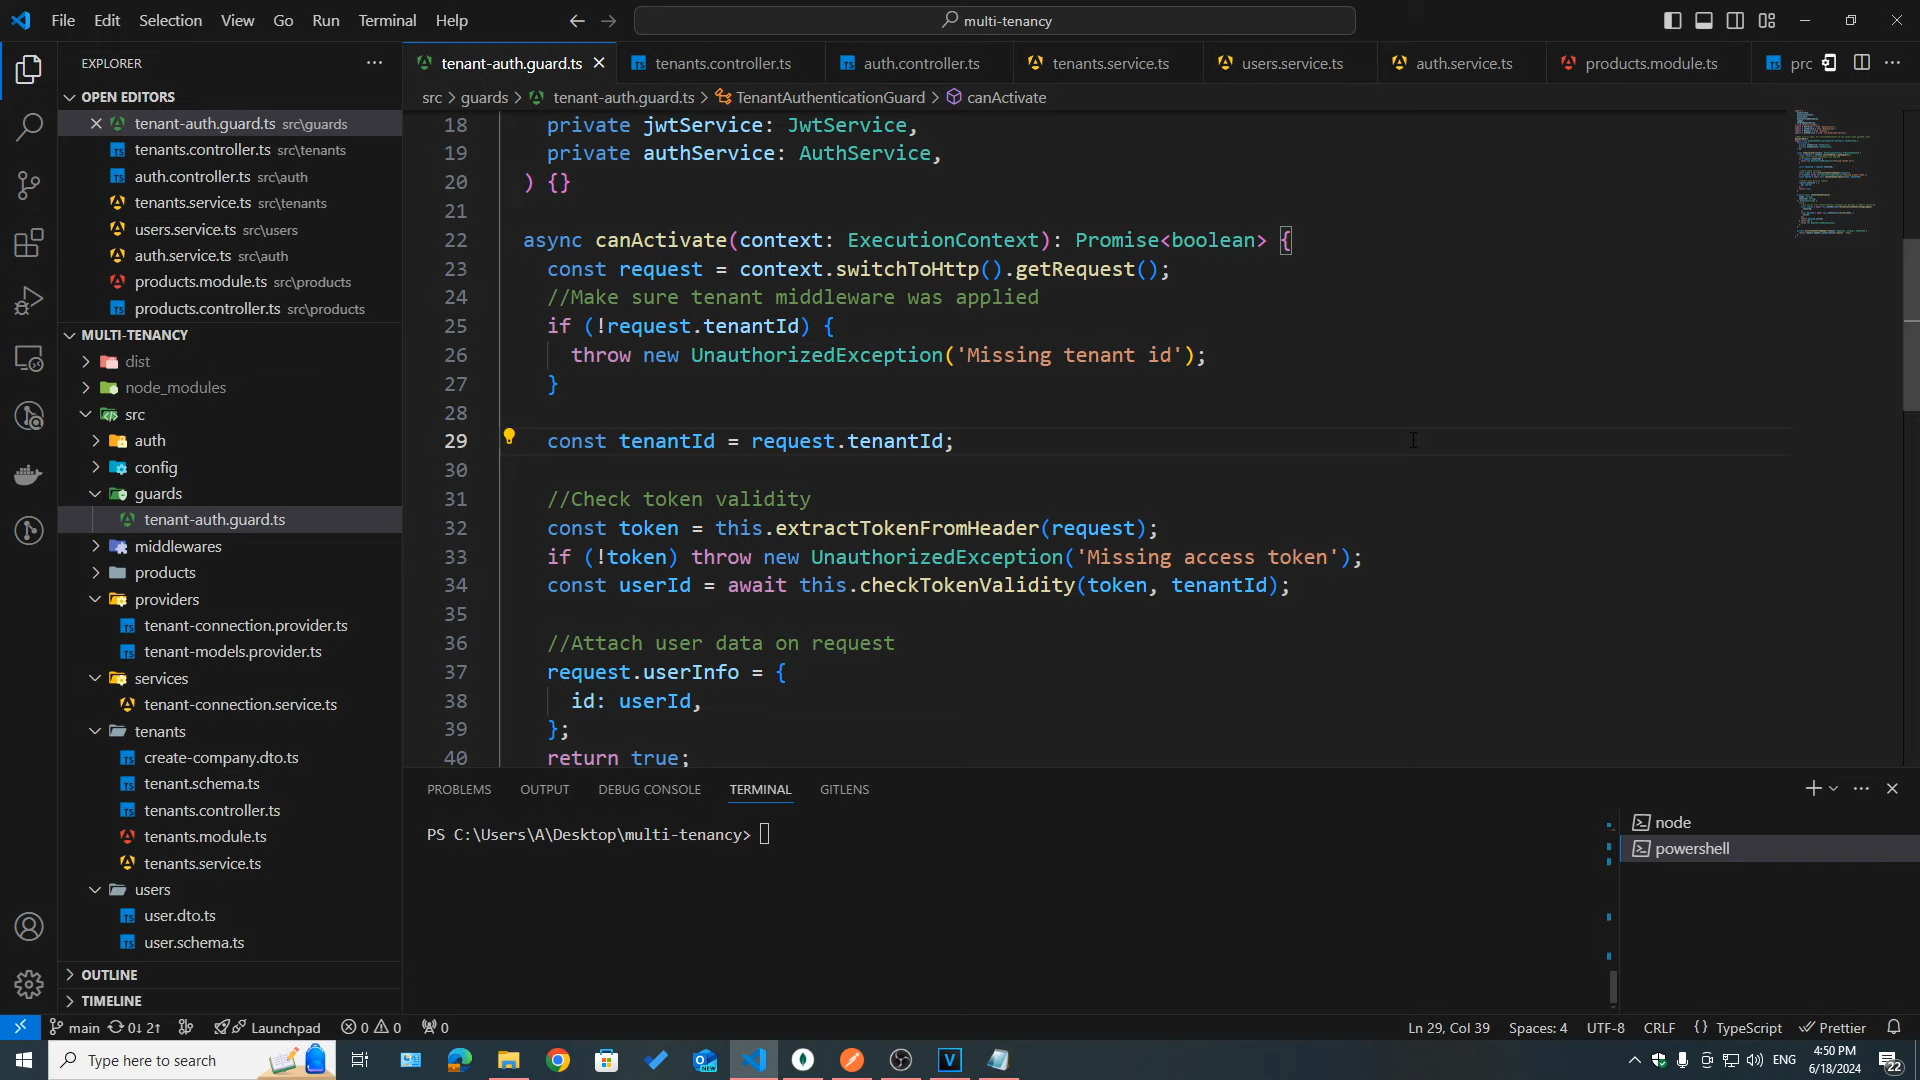 File Edit Selection View Go Run Terminal Help
multi-tenancy
EXPLORER
tenant-auth.guard.ts
tenants.controller.ts
auth.controller.ts
tenants.service.ts
users.service.ts
auth.service.ts
products.module.ts
prc
src > guards > tenant-auth.guard.ts > TenantAuthenticationGuard > canActivate
OPEN EDITORS
tenant-auth.guard.ts src\guards
tenants.controller.ts src\tenants
auth.controller.ts src\auth
tenants.service.ts src\tenants
users.service.ts src\users
auth.service.ts src\auth
products.module.ts src\products
products.controller.ts src\products
MULTI-TENANCY
dist
node_modules
src
auth
config
guards
tenant-auth.guard.ts
middlewares
products
providers
tenant-connection.provider.ts
tenant-models.provider.ts
services
tenant-connection.service.ts
tenants
create-company.dto.ts
tenant.schema.ts
tenants.controller.ts
tenants.module.ts
tenants.service.ts
users
user.dto.ts
user.schema.ts
OUTLINE
TIMELINE
18 private jwtService: JwtService,
19 private authService: AuthService,
20 ) {}
21
22 async canActivate(context: ExecutionContext): Promise<boolean> {
23 const request = context.switchToHttp().getRequest();
24 //Make sure tenant middleware was applied
25 if (!request.tenantId) {
26 throw new UnauthorizedException('Missing tenant id');
27 }
28
29 const tenantId = request.tenantId;
30
31 //Check token validity
32 const token = this.extractTokenFromHeader(request);
33 if (!token) throw new UnauthorizedException('Missing access token');
34 const userId = await this.checkTokenValidity(token, tenantId);
35
36 //Attach user data on request
37 request.userInfo = {
38 id: userId,
39 };
40 return true;
PROBLEMS OUTPUT DEBUG CONSOLE TERMINAL GITLENS
PS C:\Users\A\Desktop\multi-tenancy>
node
powershell
main 0↓ 2↑ Launchpad 0 0 0
Ln 29, Col 39 Spaces: 4 UTF-8 CRLF {} TypeScript Prettier
Type here to search
NEW
V
ENG
4:50 PM
6/18/2024
22